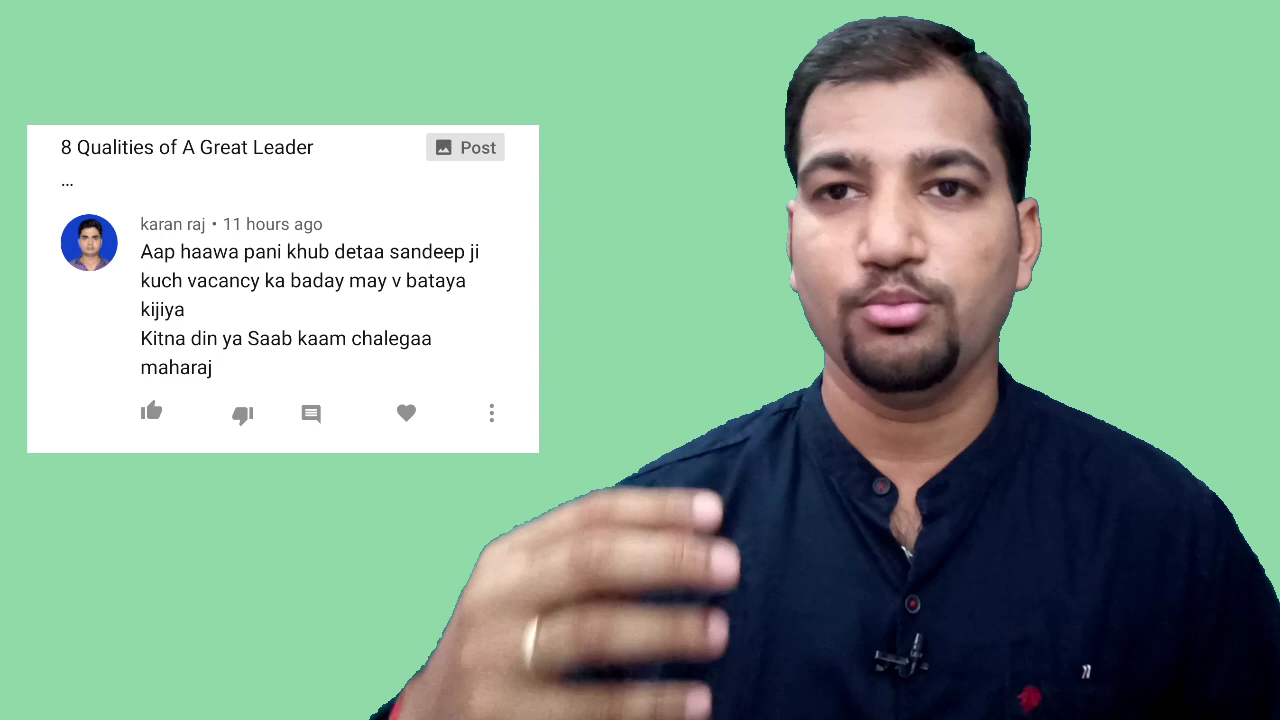 8 Qualities of A Great Leader
Post
...
karan raj • 11 hours ago
Aap haawa pani khub detaa sandeep ji
kuch vacancy ka baday may v bataya
kijiya
Kitna din ya Saab kaam chalegaa
maharaj